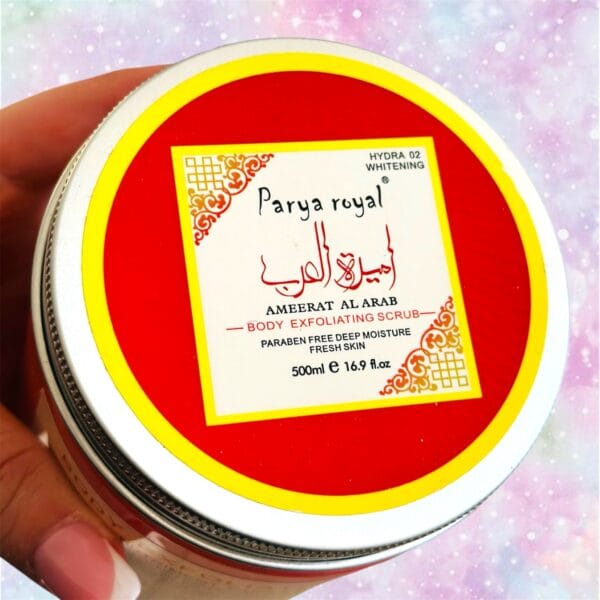 HYDRA 02
WHITENING
Parya royal®
اميرة العرب
AMEERAT AL ARAB
BODY EXFOLIATING SCRUB
PARABEN FREE DEEP MOISTURE
FRESH SKIN
500ml ℮ 16.9 fl.oz